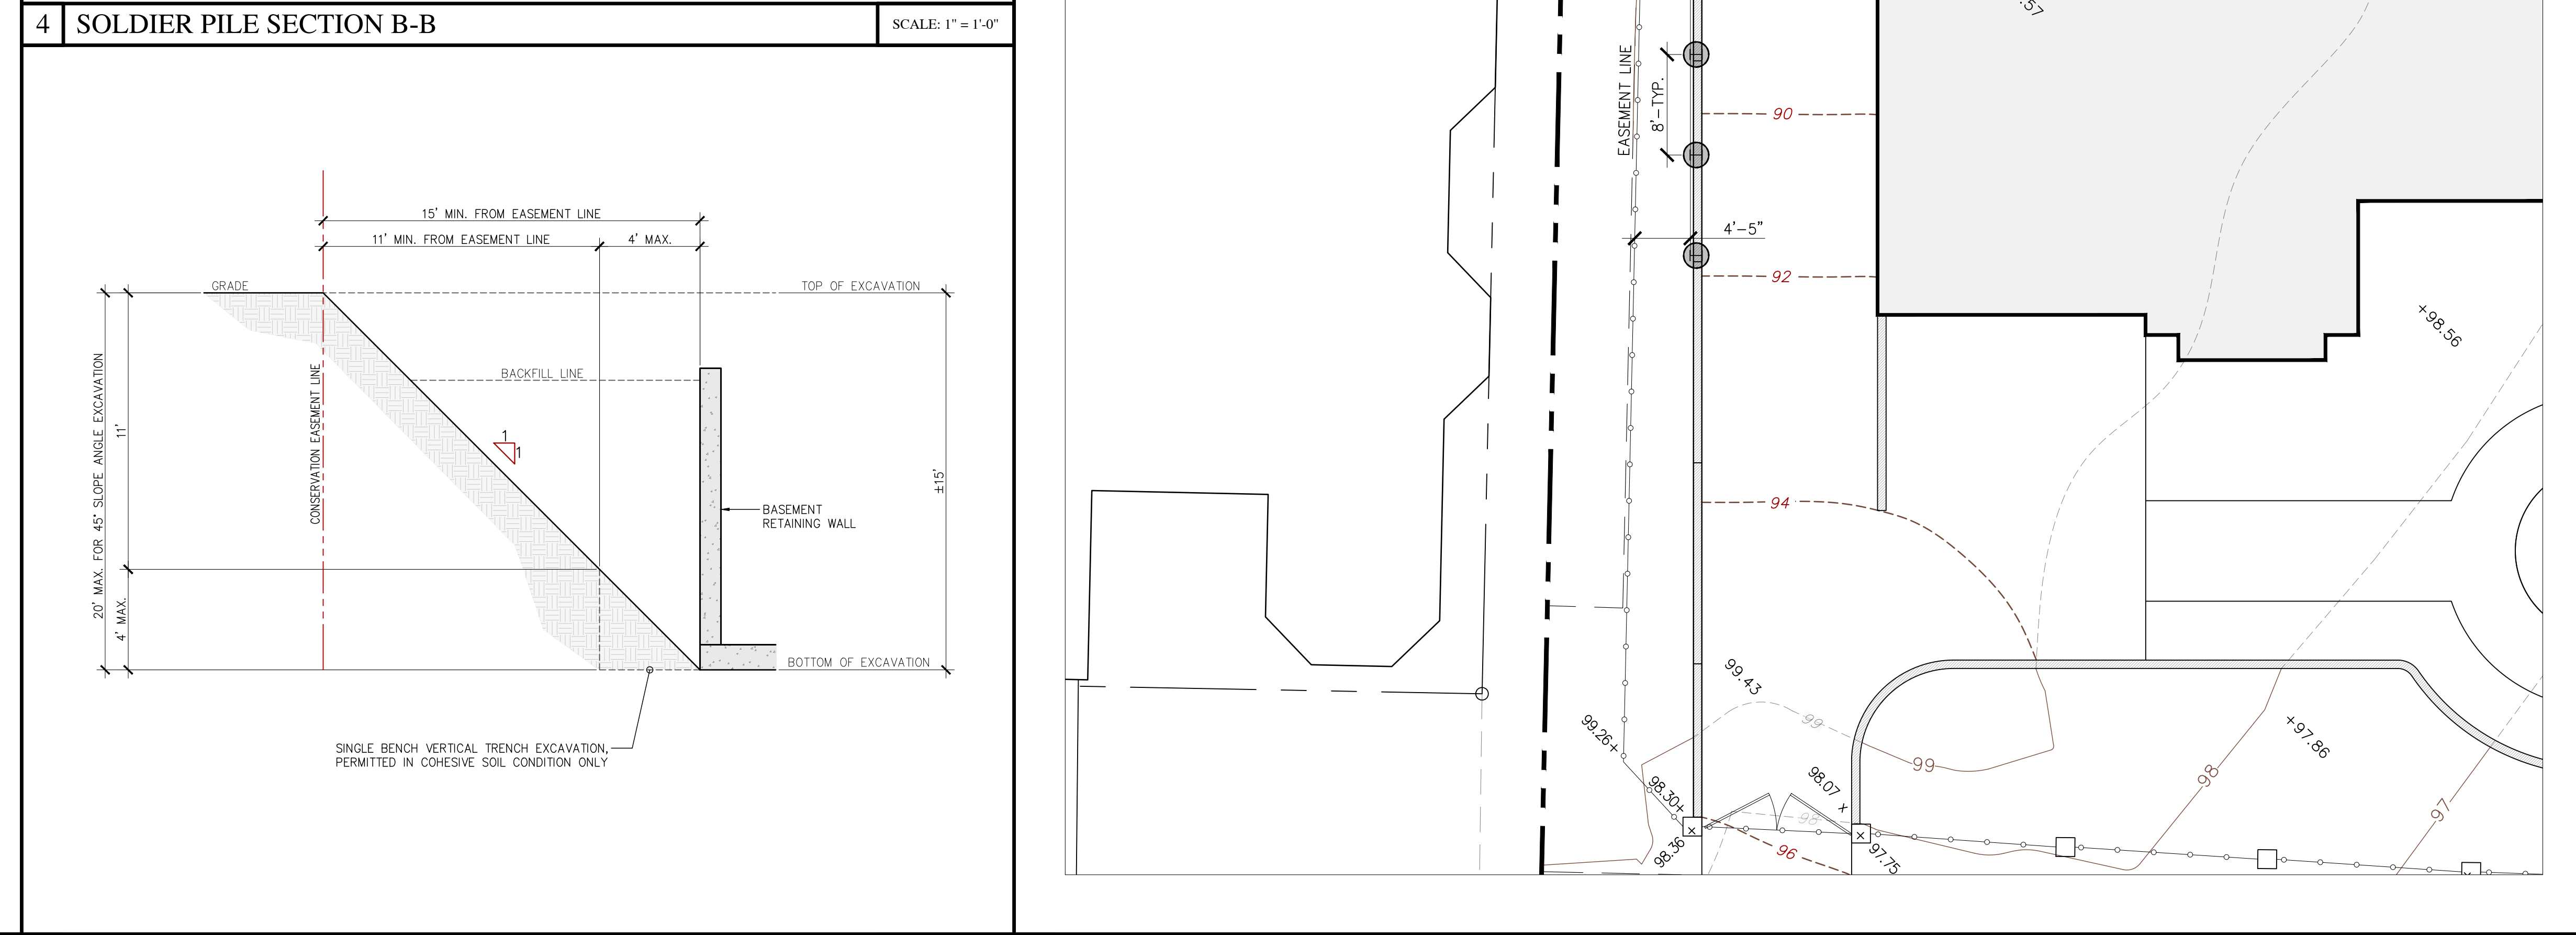 4
SOLDIER PILE SECTION B-B
SCALE: 1" = 1'-0"
15' MIN. FROM EASEMENT LINE
11' MIN. FROM EASEMENT LINE
4' MAX.
GRADE
TOP OF EXCAVATION
BACKFILL LINE
20' MAX. FOR 45° SLOPE ANGLE EXCAVATION
11'
4' MAX.
CONSERVATION EASEMENT LINE
1
1
±15'
BASEMENT
RETAINING WALL
BOTTOM OF EXCAVATION
SINGLE BENCH VERTICAL TRENCH EXCAVATION,
PERMITTED IN COHESIVE SOIL CONDITION ONLY
EASEMENT LINE
8'-TYP.
90
4'-5"
92
+98.56
94
99.43
99
99.26+
99
98.30+
98.07 x
98
98
+97.86
97
98.36
96
97.75